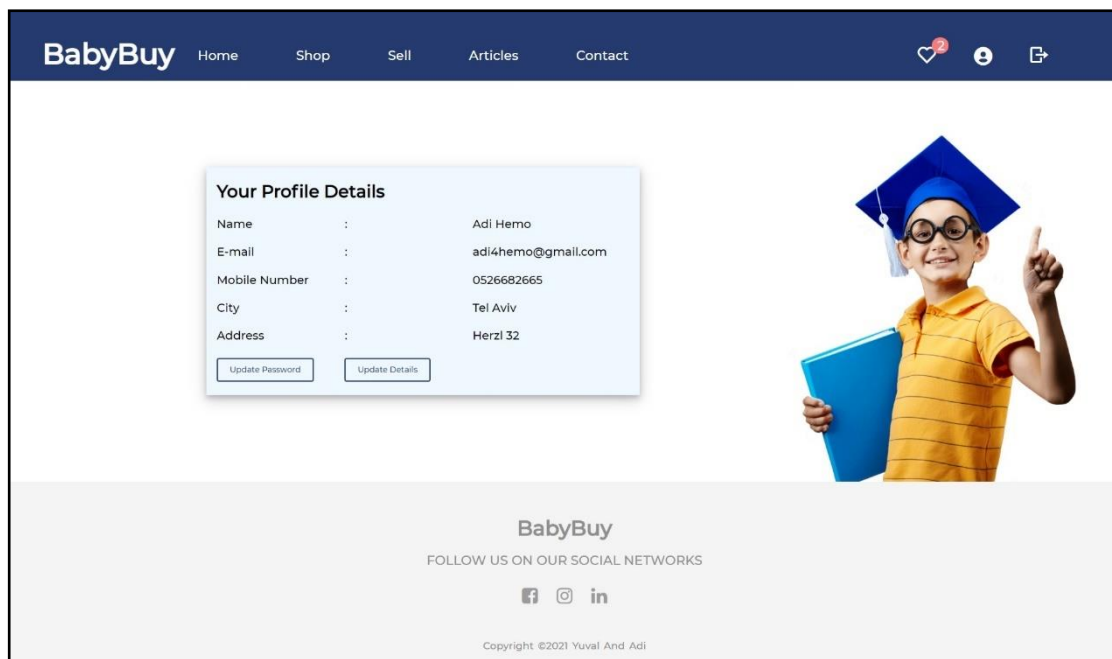 BabyBuy Home Shop Sell Articles Contact 2
Your Profile Details
Name : Adi Hemo
E-mail : adi4hemo@gmail.com
Mobile Number : 0526682665
City : Tel Aviv
Address : Herzl 32
Update Password Update Details
BabyBuy
FOLLOW US ON OUR SOCIAL NETWORKS
in
Copyright ©2021 Yuval And Adi